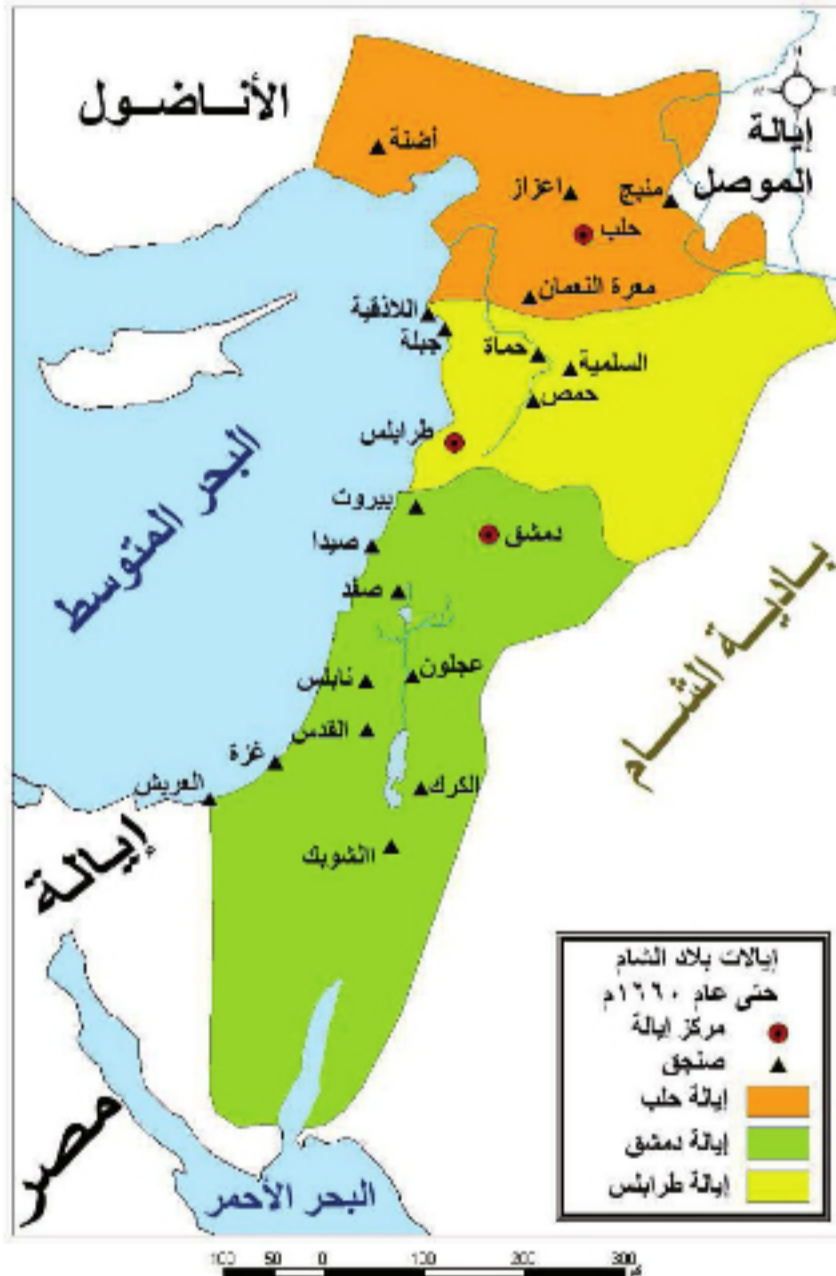 الأنـاضـول
N
W
إيالة
الموصل
أضنة
اعزاز
منبج
حلب
معرة النعمان
اللاذقية
جبلة
حماة
السلمية
حمص
طرابلس
البحر المتوسط
بيروت
دمشق
صيدا
صفد
بادية الشام
عجلون
نابلس
القدس
غزة
العريش
الكرك
االشوبك
إيالة
مصر
البحر الأحمر
إيالات بلاد الشام
حتى عام ١٦٦٠م
مركز إيالة
صنجق
إيالة حلب
إيالة دمشق
إيالة طرابلس
100 50 0 100 200 300